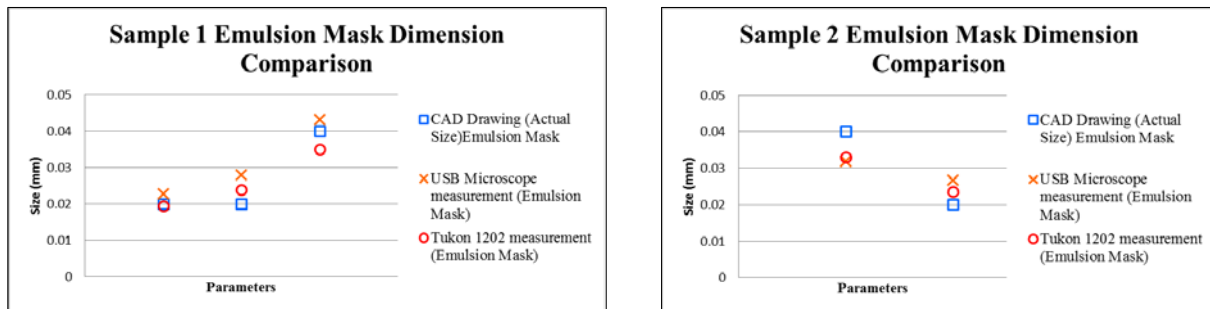 Sample 1 Emulsion Mask Dimension
Comparison
0.05
0.04
0.03
0.02
0.01
0
Size (mm)
Parameters
CAD Drawing (Actual
Size)Emulsion Mask
USB Microscope
measurement (Emulsion
Mask)
Tukon 1202 measurement
(Emulsion Mask)
Sample 2 Emulsion Mask Dimension
Comparison
0.05
0.04
0.03
0.02
0.01
0
Size (mm)
Parameters
CAD Drawing (Actual
Size) Emulsion Mask
USB Microscope
measurement (Emulsion
Mask)
Tukon 1202 measurement
(Emulsion Mask)